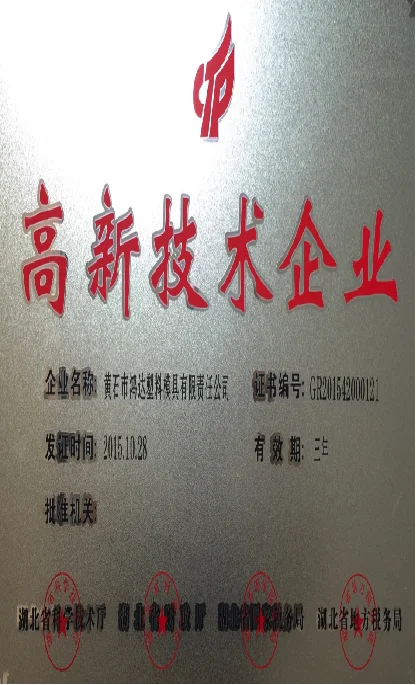 高新技术企业
企业名称: 黄石市鸿达塑料模具有限责任公司 证书编号: GR201542000121
发证时间: 2015.10.28 有效期: 三年
批准机关:
湖北省科学技术厅 湖北省财政厅 湖北省国家税务局 湖北省地方税务局